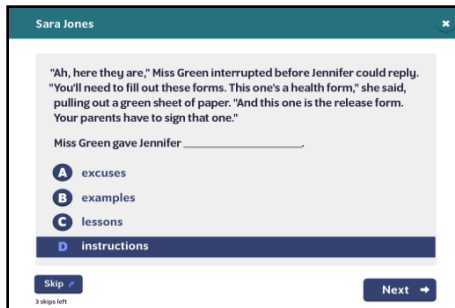 Sara Jones
"Ah, here they are," Miss Green interrupted before Jennifer could reply.
"You'll need to fill out these forms. This one's a health form," she said,
pulling out a green sheet of paper. "And this one is the release form.
Your parents have to sign that one."
Miss Green gave Jennifer ____________________.
A excuses
B examples
C lessons
D instructions
Skip
3 skips left
Next